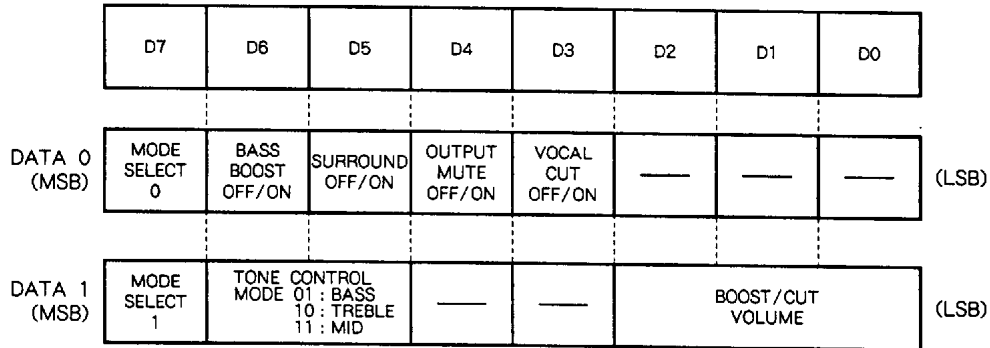 D7 D6 D5 D4 D3 D2 D1 D0
DATA 0
(MSB)
MODE
SELECT
0
BASS
BOOST
OFF/ON
SURROUND
OFF/ON
OUTPUT
MUTE
OFF/ON
VOCAL
CUT
OFF/ON
(LSB)
DATA 1
(MSB)
MODE
SELECT
1
TONE CONTROL
MODE 01 : BASS
10 : TREBLE
11 : MID
BOOST/CUT
VOLUME
(LSB)